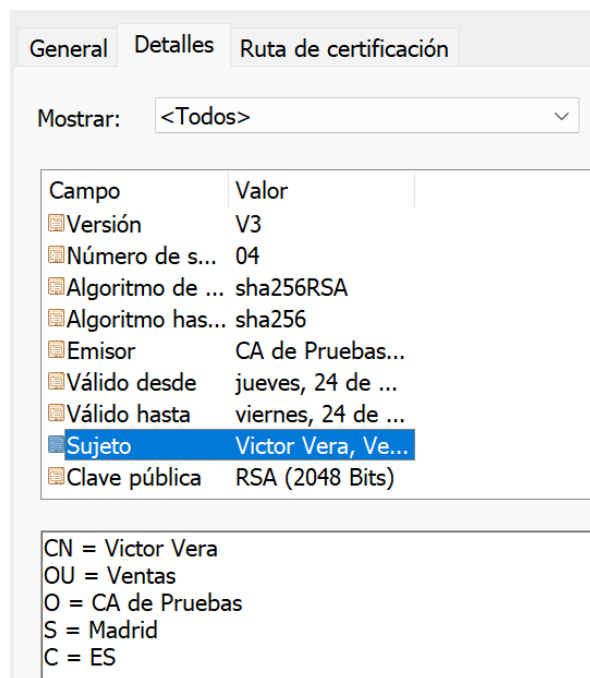 General Detalles Ruta de certificación
Mostrar: <Todos>
Campo Valor
Versión V3
Número de s... 04
Algoritmo de ... sha256RSA
Algoritmo has... sha256
Emisor CA de Pruebas...
Válido desde jueves, 24 de ...
Válido hasta viernes, 24 de ...
Sujeto Victor Vera, Ve...
Clave pública RSA (2048 Bits)
CN = Victor Vera
OU = Ventas
O = CA de Pruebas
S = Madrid
C = ES